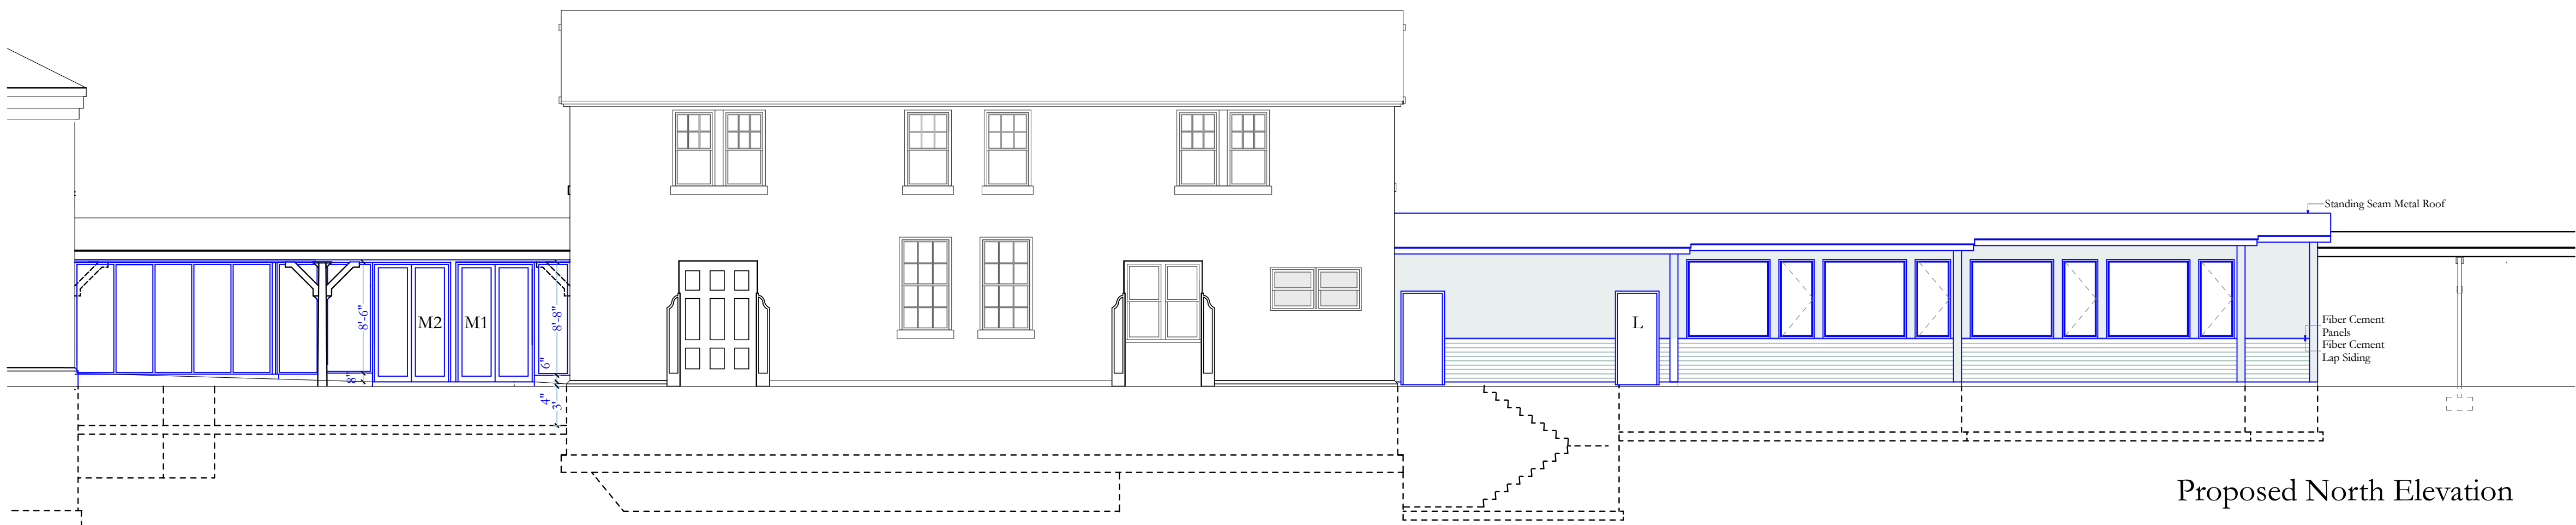 Standing Seam Metal Roof
8'-6"
M2
M1
8'-8"
L
Fiber Cement
Panels
Fiber Cement
Lap Siding
6"
8"
4"
3'
Proposed North Elevation